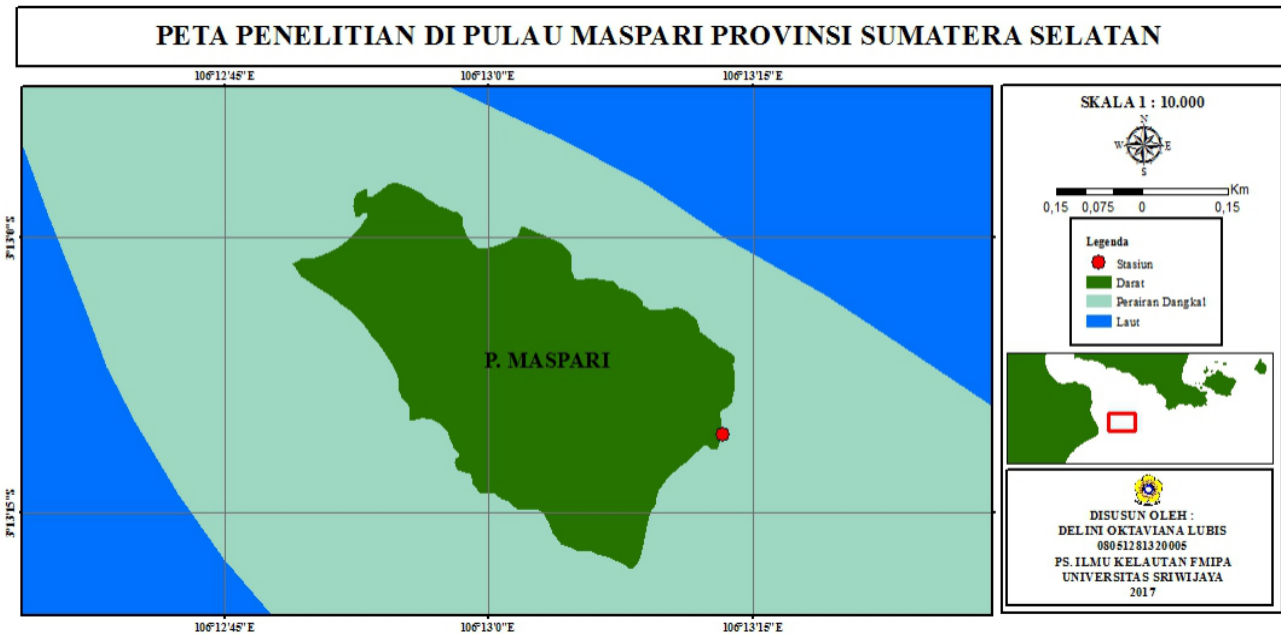 PETA PENELITIAN DI PULAU MASPARI PROVINSI SUMATERA SELATAN
106°12'45"E 106°13'0"E 106°13'15"E
3°13'0"S
3°13'15"S
P. MASPARI
106°12'45"E 106°13'0"E 106°13'15"E
SKALA 1 : 10.000
N
W E
S
Km
0,15 0,075 0 0,15
Legenda
Stasiun
Darat
Perairan Dangkal
Laut
DISUSUN OLEH :
DELINI OKTAVIANA LUBIS
08051281320005
PS. ILMU KELAUTAN FMIPA
UNIVERSITAS SRIWIJAYA
2017